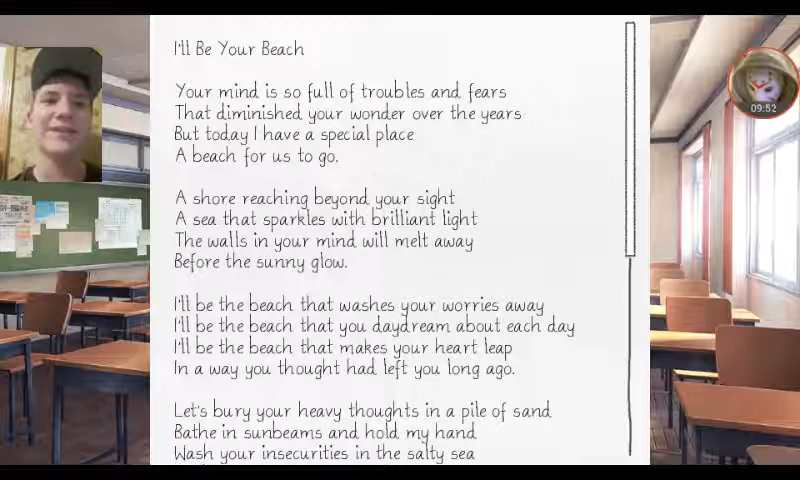 I'll Be Your Beach
Your mind is so full of troubles and fears
That diminished your wonder over the years
But today I have a special place
A beach for us to go.
A shore reaching beyond your sight
A sea that sparkles with brilliant light
The walls in your mind will melt away
Before the sunny glow.
I'll be the beach that washes your worries away
I'll be the beach that you daydream about each day
I'll be the beach that makes your heart leap
In a way you thought had left you long ago.
Let's bury your heavy thoughts in a pile of sand
Bathe in sunbeams and hold my hand
Wash your insecurities in the salty sea
09:52